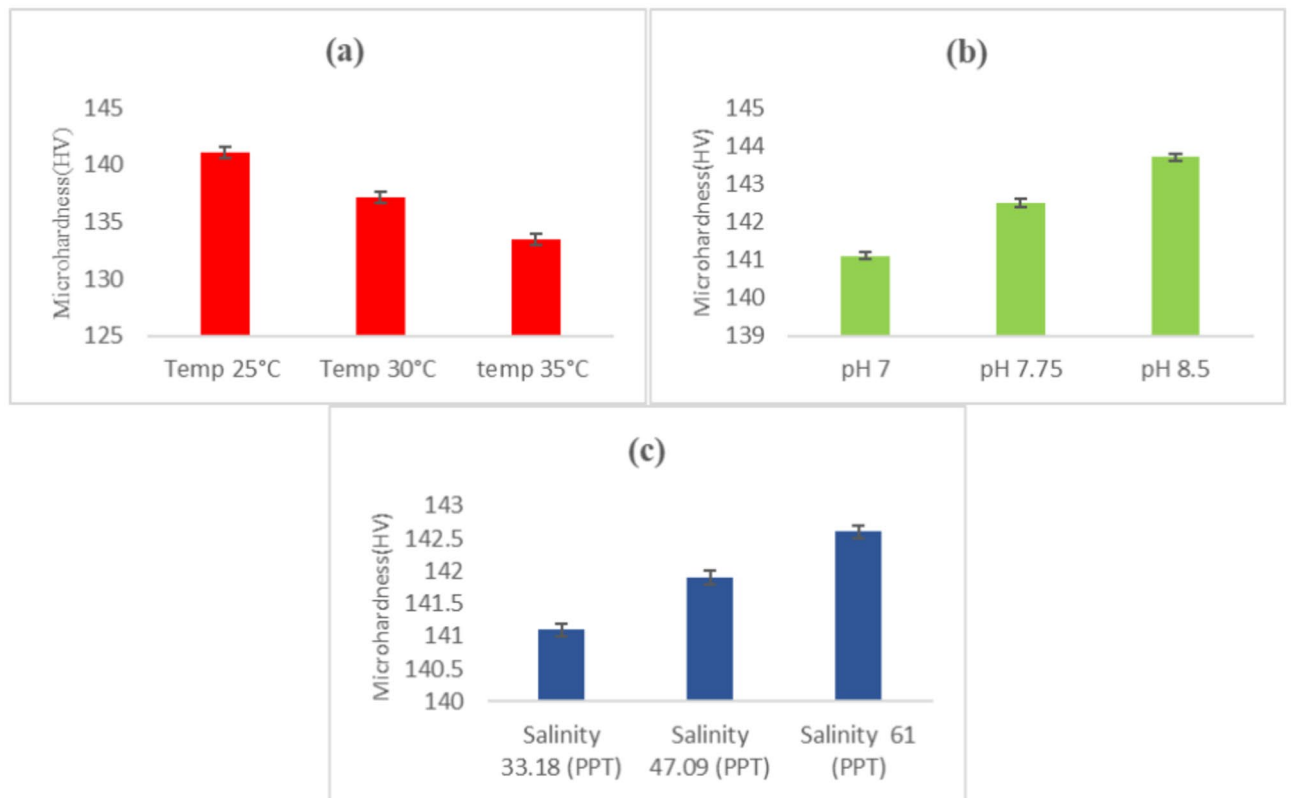 (a)
Microhardness(HV)
145
140
135
130
125
Temp 25°C
Temp 30°C
temp 35°C
(b)
Microhardness(HV)
145
144
143
142
141
140
139
pH 7
pH 7.75
pH 8.5
(c)
Microhardness(HV)
143
142.5
142
141.5
141
140.5
140
Salinity
33.18 (PPT)
Salinity
47.09 (PPT)
Salinity 61
(PPT)